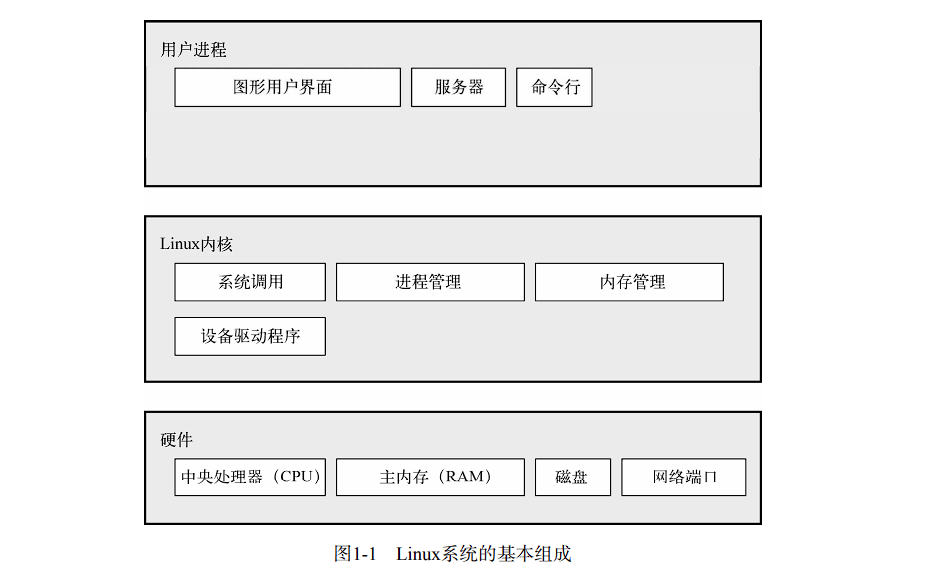 用户进程
图形用户界面 服务器 命令行
Linux内核
系统调用 进程管理 内存管理
设备驱动程序
硬件
中央处理器（CPU） 主内存（RAM） 磁盘 网络端口
图1-1 Linux系统的基本组成